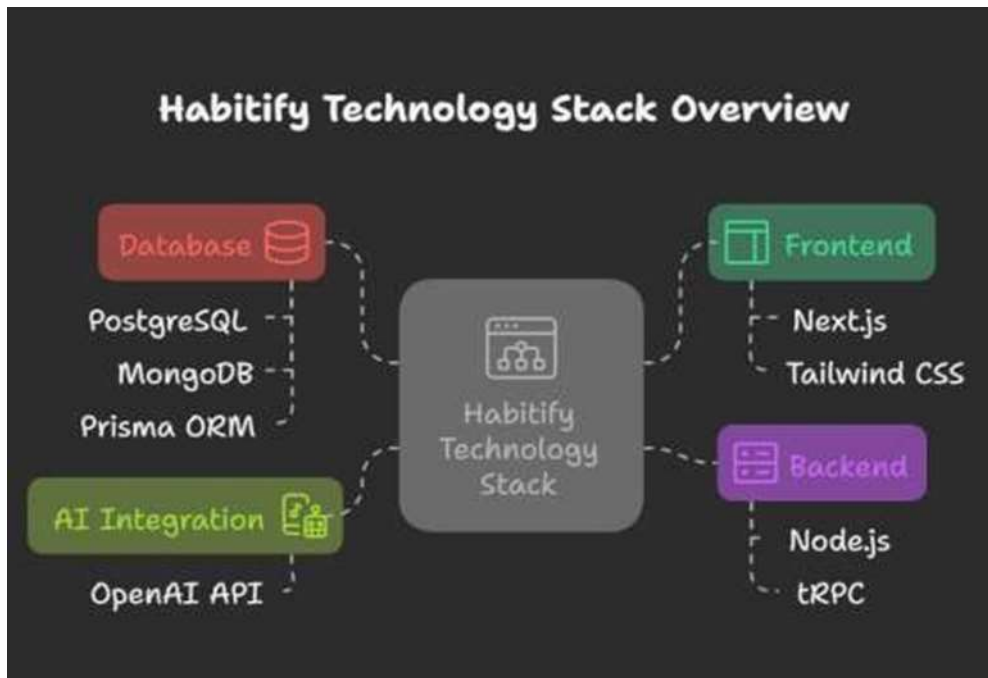 Habitify Technology Stack Overview
Database
PostgreSQL
MongoDB
Prisma ORM
AI Integration
OpenAI API
Habitify
Technology
Stack
Frontend
Next.js
Tailwind CSS
Backend
Node.js
tRPC